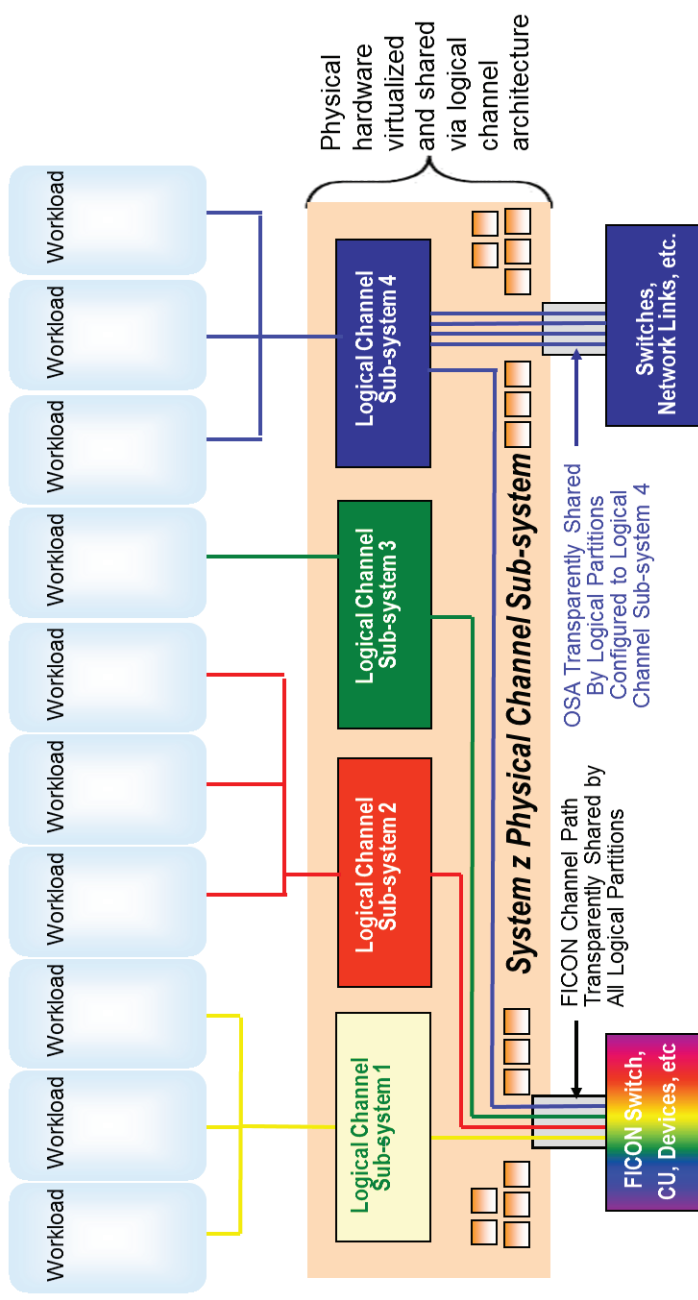 Workload
Workload
Workload
Workload
Workload
Workload
Workload
Workload
Workload
Workload
Logical Channel
Sub-system 1
Logical Channel
Sub-system 2
Logical Channel
Sub-system 3
Logical Channel
Sub-system 4
Physical
hardware
virtualized
and shared
via logical
channel
architecture
System z Physical Channel Sub-system
FICON Channel Path
Transparently Shared by
All Logical Partitions
OSA Transparently Shared
By Logical Partitions
Configured to Logical
Channel Sub-system 4
FICON Switch,
CU, Devices, etc
Switches,
Network Links, etc.